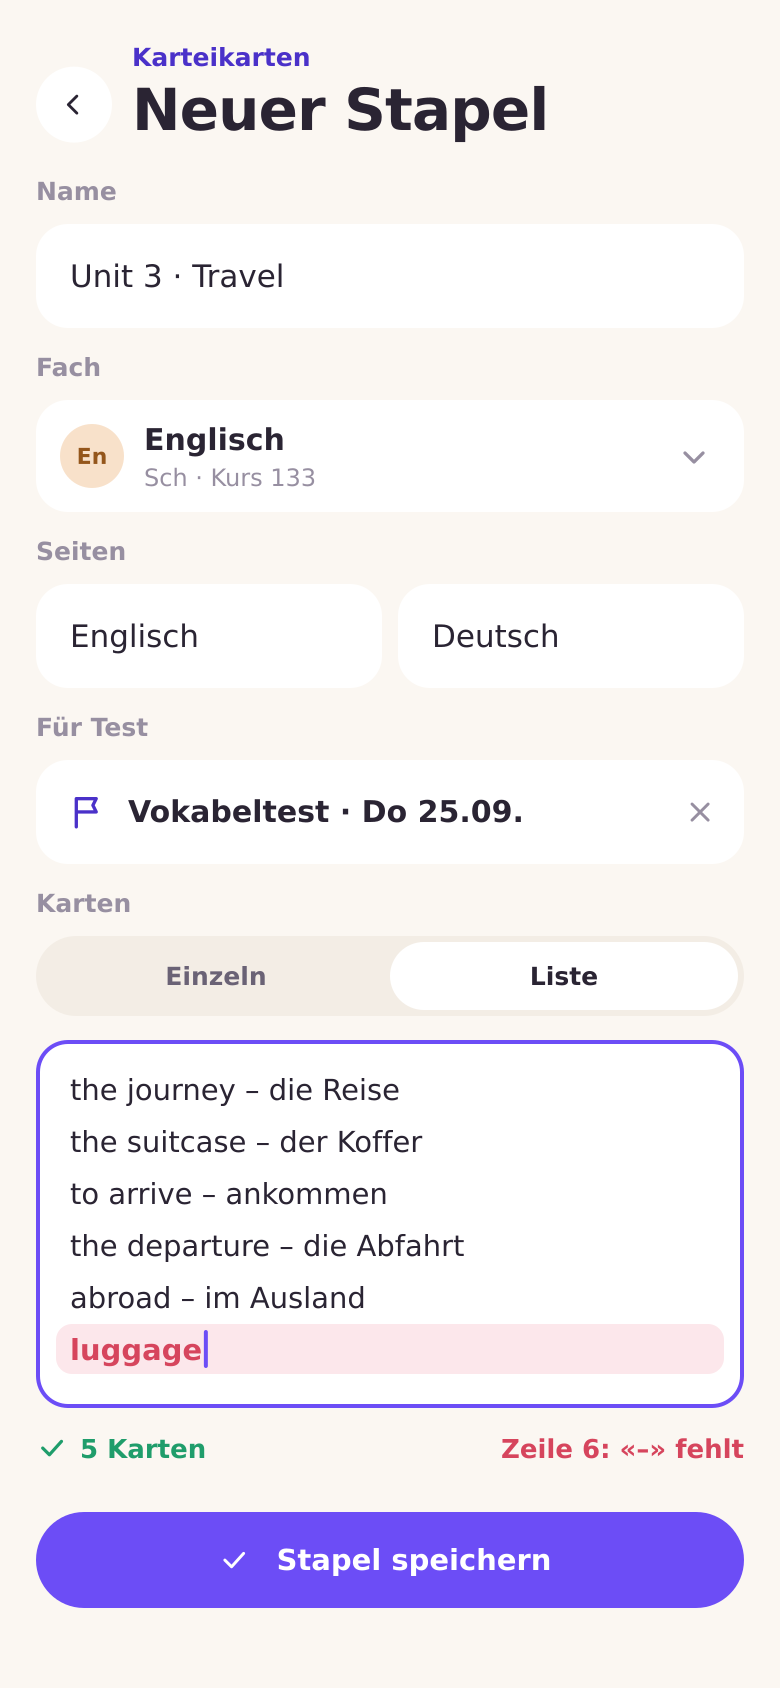 Karteikarten
Neuer Stapel
Name
Unit 3 · Travel
Fach
En
Englisch
Sch · Kurs 133
Seiten
Englisch
Deutsch
Für Test
Vokabeltest · Do 25.09.
Karten
Einzeln
Liste
the journey – die Reise
the suitcase – der Koffer
to arrive – ankommen
the departure – die Abfahrt
abroad – im Ausland
luggage
5 Karten
Zeile 6: «–» fehlt
Stapel speichern